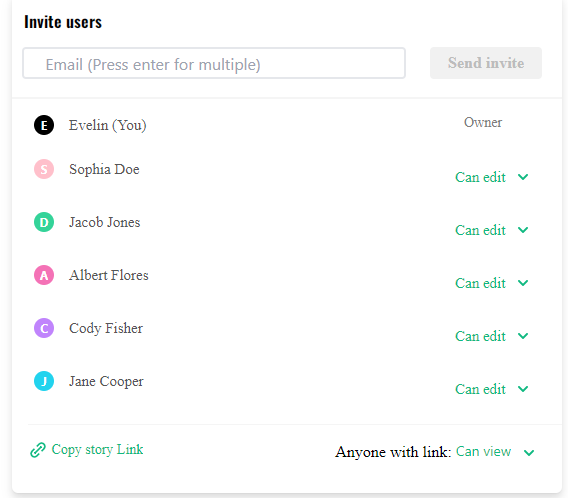 Invite users
Email (Press enter for multiple)
Send invite
E Evelin (You) Owner
S Sophia Doe Can edit
D Jacob Jones Can edit
A Albert Flores Can edit
C Cody Fisher Can edit
J Jane Cooper Can edit
Copy story Link Anyone with link: Can view